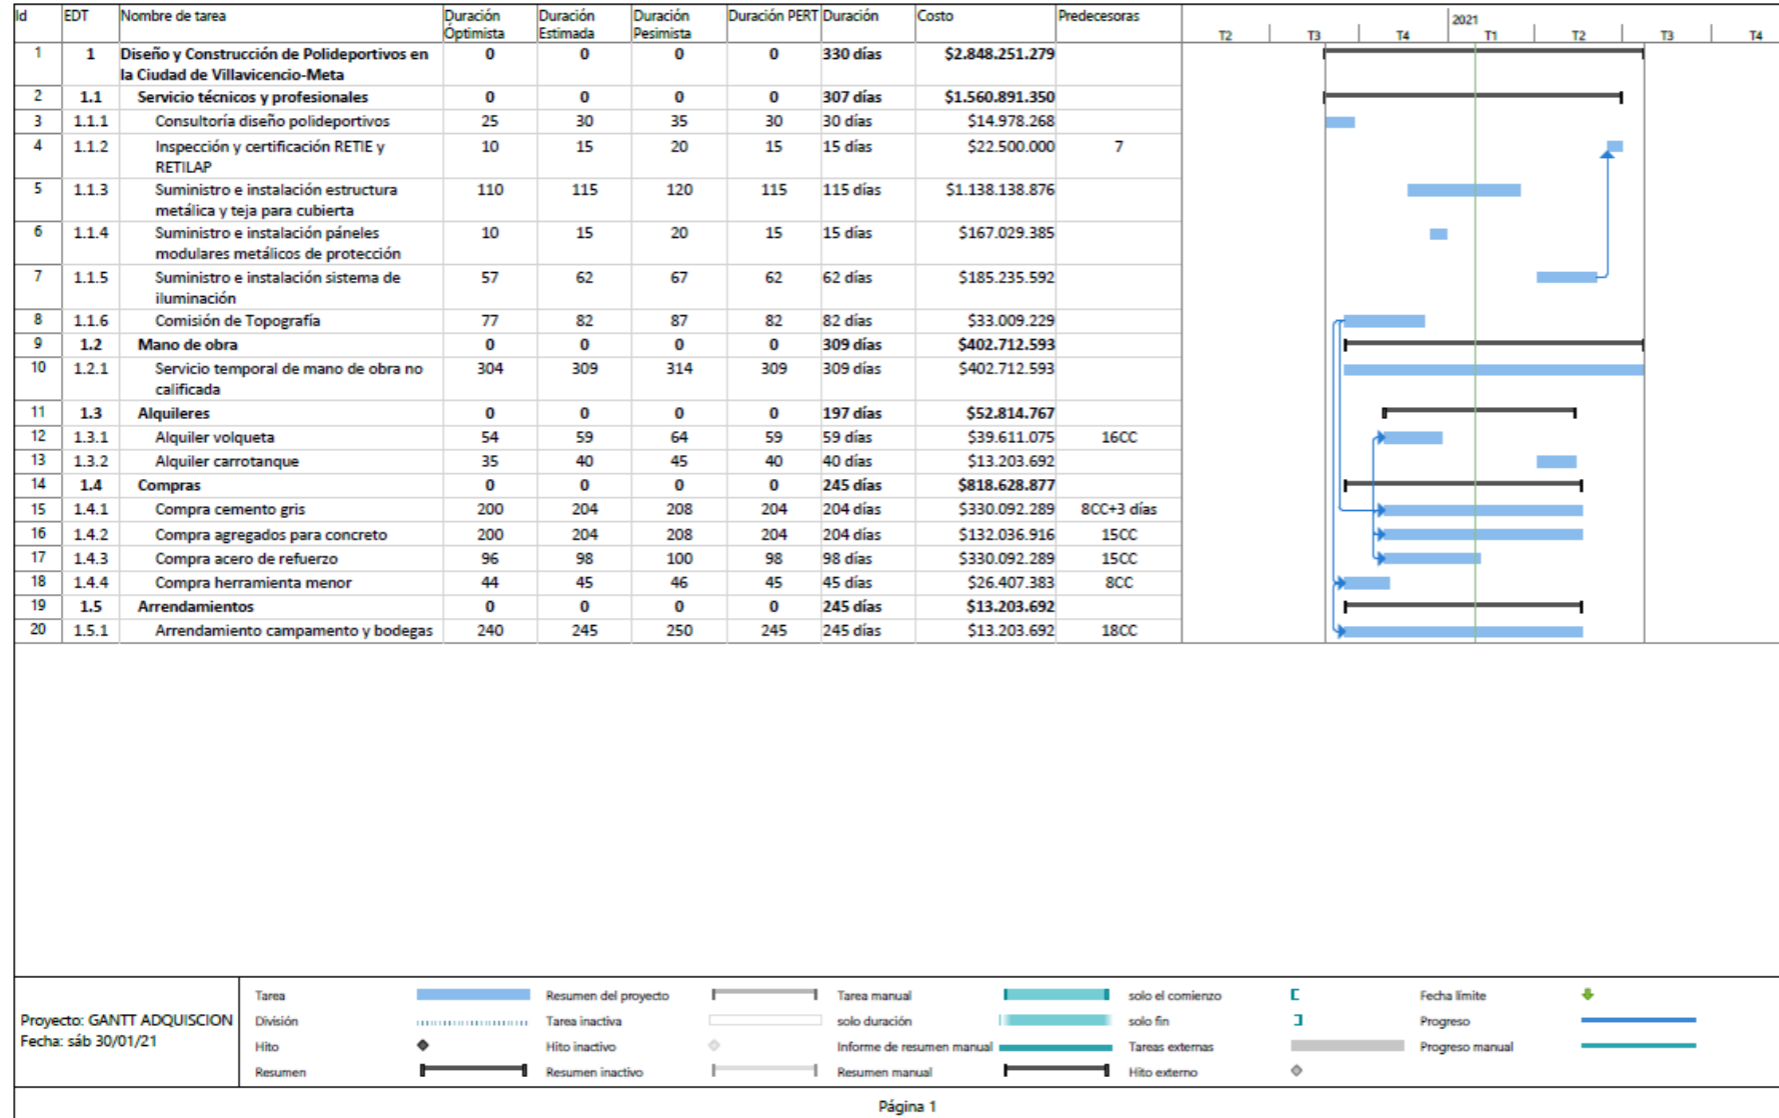 Id EDT Nombre de tarea Duración Óptimista Duración Estimada Duración Pesimista Duración PERT Duración Costo Predecesoras
2021
T2 T3 T4 T1 T2 T3 T4
1 1 Diseño y Construcción de Polideportivos en la Ciudad de Villavicencio-Meta 0 0 0 0 330 días $2.848.251.279
2 1.1 Servicio técnicos y profesionales 0 0 0 0 307 días $1.560.891.350
3 1.1.1 Consultoría diseño polideportivos 25 30 35 30 30 días $14.978.268
4 1.1.2 Inspección y certificación RETIE y RETILAP 10 15 20 15 15 días $22.500.000 7
5 1.1.3 Suministro e instalación estructura metálica y teja para cubierta 110 115 120 115 115 días $1.138.138.876
6 1.1.4 Suministro e instalación páneles modulares metálicos de protección 10 15 20 15 15 días $167.029.385
7 1.1.5 Suministro e instalación sistema de iluminación 57 62 67 62 62 días $185.235.592
8 1.1.6 Comisión de Topografía 77 82 87 82 82 días $33.009.229
9 1.2 Mano de obra 0 0 0 0 309 días $402.712.593
10 1.2.1 Servicio temporal de mano de obra no calificada 304 309 314 309 309 días $402.712.593
11 1.3 Alquileres 0 0 0 0 197 días $52.814.767
12 1.3.1 Alquiler volqueta 54 59 64 59 59 días $39.611.075 16CC
13 1.3.2 Alquiler carrotanque 35 40 45 40 40 días $13.203.692
14 1.4 Compras 0 0 0 0 245 días $818.628.877
15 1.4.1 Compra cemento gris 200 204 208 204 204 días $330.092.289 8CC+3 días
16 1.4.2 Compra agregados para concreto 200 204 208 204 204 días $132.036.916 15CC
17 1.4.3 Compra acero de refuerzo 96 98 100 98 98 días $330.092.289 15CC
18 1.4.4 Compra herramienta menor 44 45 46 45 45 días $26.407.383 8CC
19 1.5 Arrendamientos 0 0 0 0 245 días $13.203.692
20 1.5.1 Arrendamiento campamento y bodegas 240 245 250 245 245 días $13.203.692 18CC
Proyecto: GANTT ADQUISCION
Fecha: sáb 30/01/21
Tarea Resumen del proyecto Tarea manual solo el comienzo Fecha límite
División Tarea inactiva solo duración solo fin Progreso
Hito Hito inactivo Informe de resumen manual Tareas externas Progreso manual
Resumen Resumen inactivo Resumen manual Hito externo
Página 1